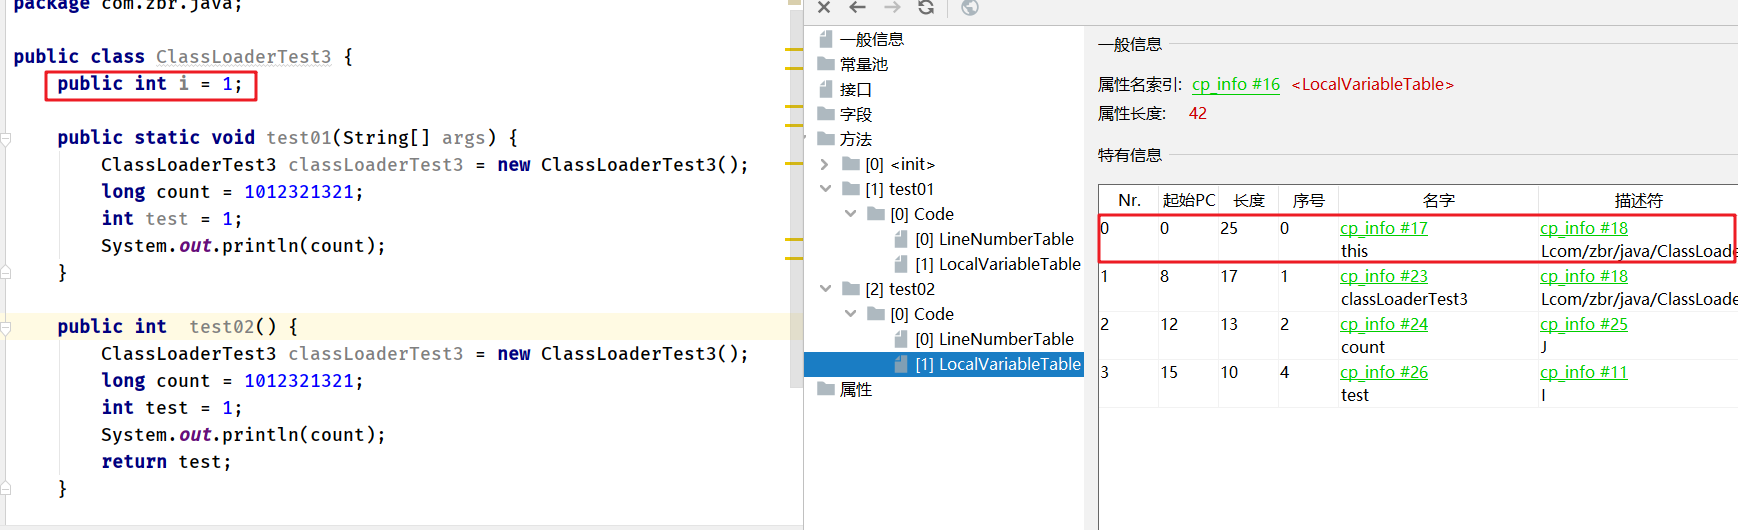 package com.zbr.java;
public class ClassLoaderTest3 {
public int i = 1;
public static void test01(String[] args) {
ClassLoaderTest3 classLoaderTest3 = new ClassLoaderTest3();
long count = 1012321321;
int test = 1;
System.out.println(count);
}
public int  test02() {
ClassLoaderTest3 classLoaderTest3 = new ClassLoaderTest3();
long count = 1012321321;
int test = 1;
System.out.println(count);
return test;
}
一般信息
常量池
接口
字段
方法
[0] <init>
[1] test01
[0] Code
[0] LineNumberTable
[1] LocalVariableTable
[2] test02
[0] Code
[0] LineNumberTable
[1] LocalVariableTable
属性
一般信息
属性名索引: cp_info #16 <LocalVariableTable>
属性长度: 42
特有信息
Nr. 起始PC 长度 序号 名字 描述符
0 0 25 0 cp_info #17 cp_info #18
this Lcom/zbr/java/ClassLoade
1 8 17 1 cp_info #23 cp_info #18
classLoaderTest3 Lcom/zbr/java/ClassLoade
2 12 13 2 cp_info #24 cp_info #25
count J
3 15 10 4 cp_info #26 cp_info #11
test I